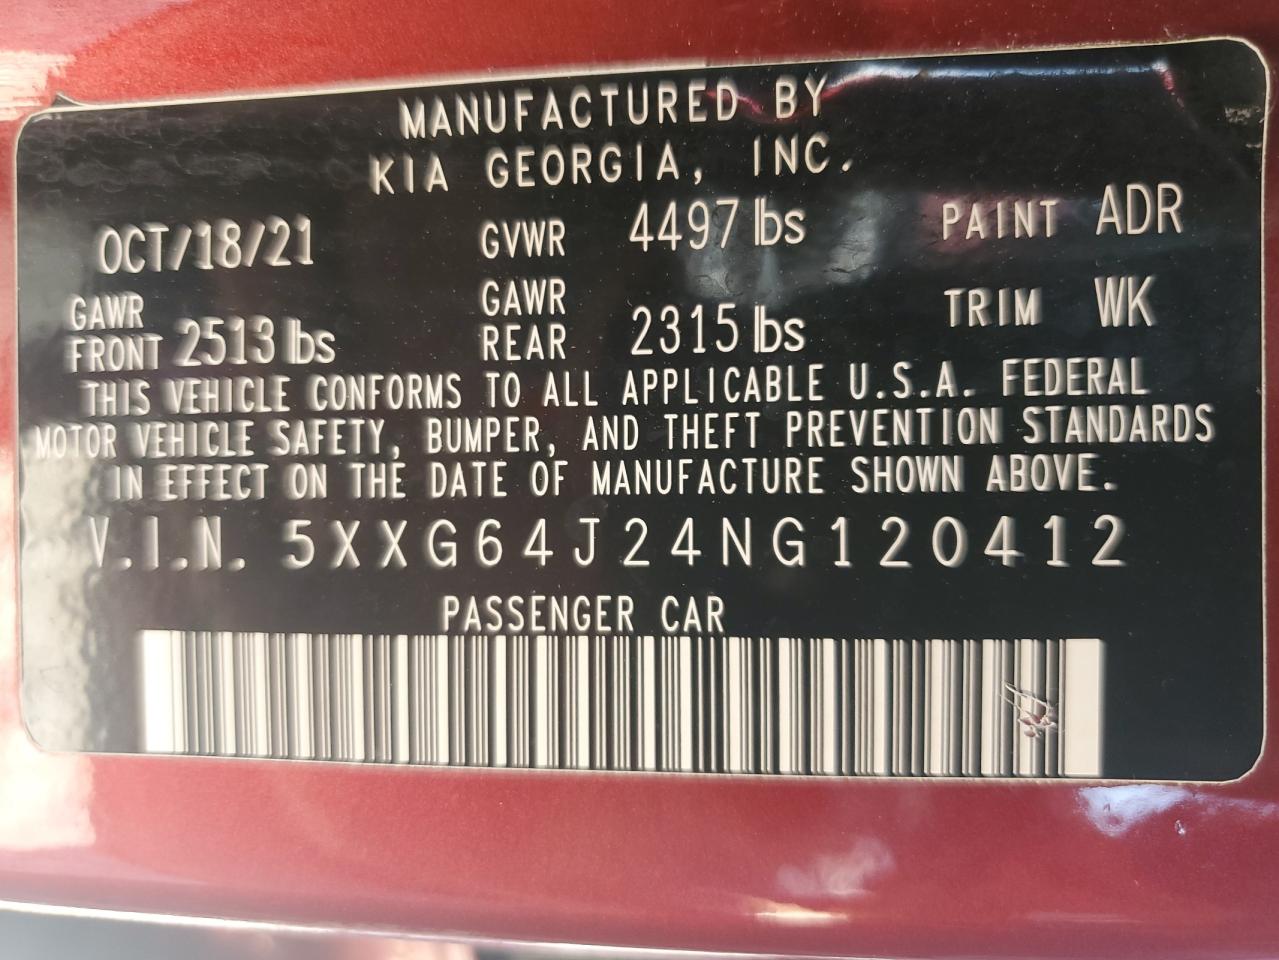 MANUFACTURED BY
KIA GEORGIA, INC.
OCT/18/21 GVWR 4497 lbs PAINT ADR
GAWR FRONT 2513 lbs GAWR REAR 2315 lbs TRIM WK
THIS VEHICLE CONFORMS TO ALL APPLICABLE U.S.A. FEDERAL
MOTOR VEHICLE SAFETY, BUMPER, AND THEFT PREVENTION STANDARDS
IN EFFECT ON THE DATE OF MANUFACTURE SHOWN ABOVE.
V.I.N. 5XXG64J24NG120412
PASSENGER CAR